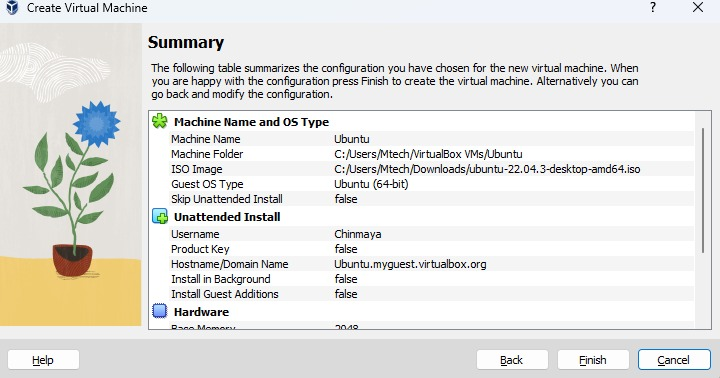 Create Virtual Machine
?
Summary
The following table summarizes the configuration you have chosen for the new virtual machine. When
you are happy with the configuration press Finish to create the virtual machine. Alternatively you can
go back and modify the configuration.
Machine Name and OS Type
Machine Name Ubuntu
Machine Folder C:/Users/Mtech/VirtualBox VMs/Ubuntu
ISO Image C:/Users/Mtech/Downloads/ubuntu-22.04.3-desktop-amd64.iso
Guest OS Type Ubuntu (64-bit)
Skip Unattended Install false
Unattended Install
Username Chinmaya
Product Key false
Hostname/Domain Name Ubuntu.myguest.virtualbox.org
Install in Background false
Install Guest Additions false
Hardware
Base Memory 2048
Help Back Finish Cancel